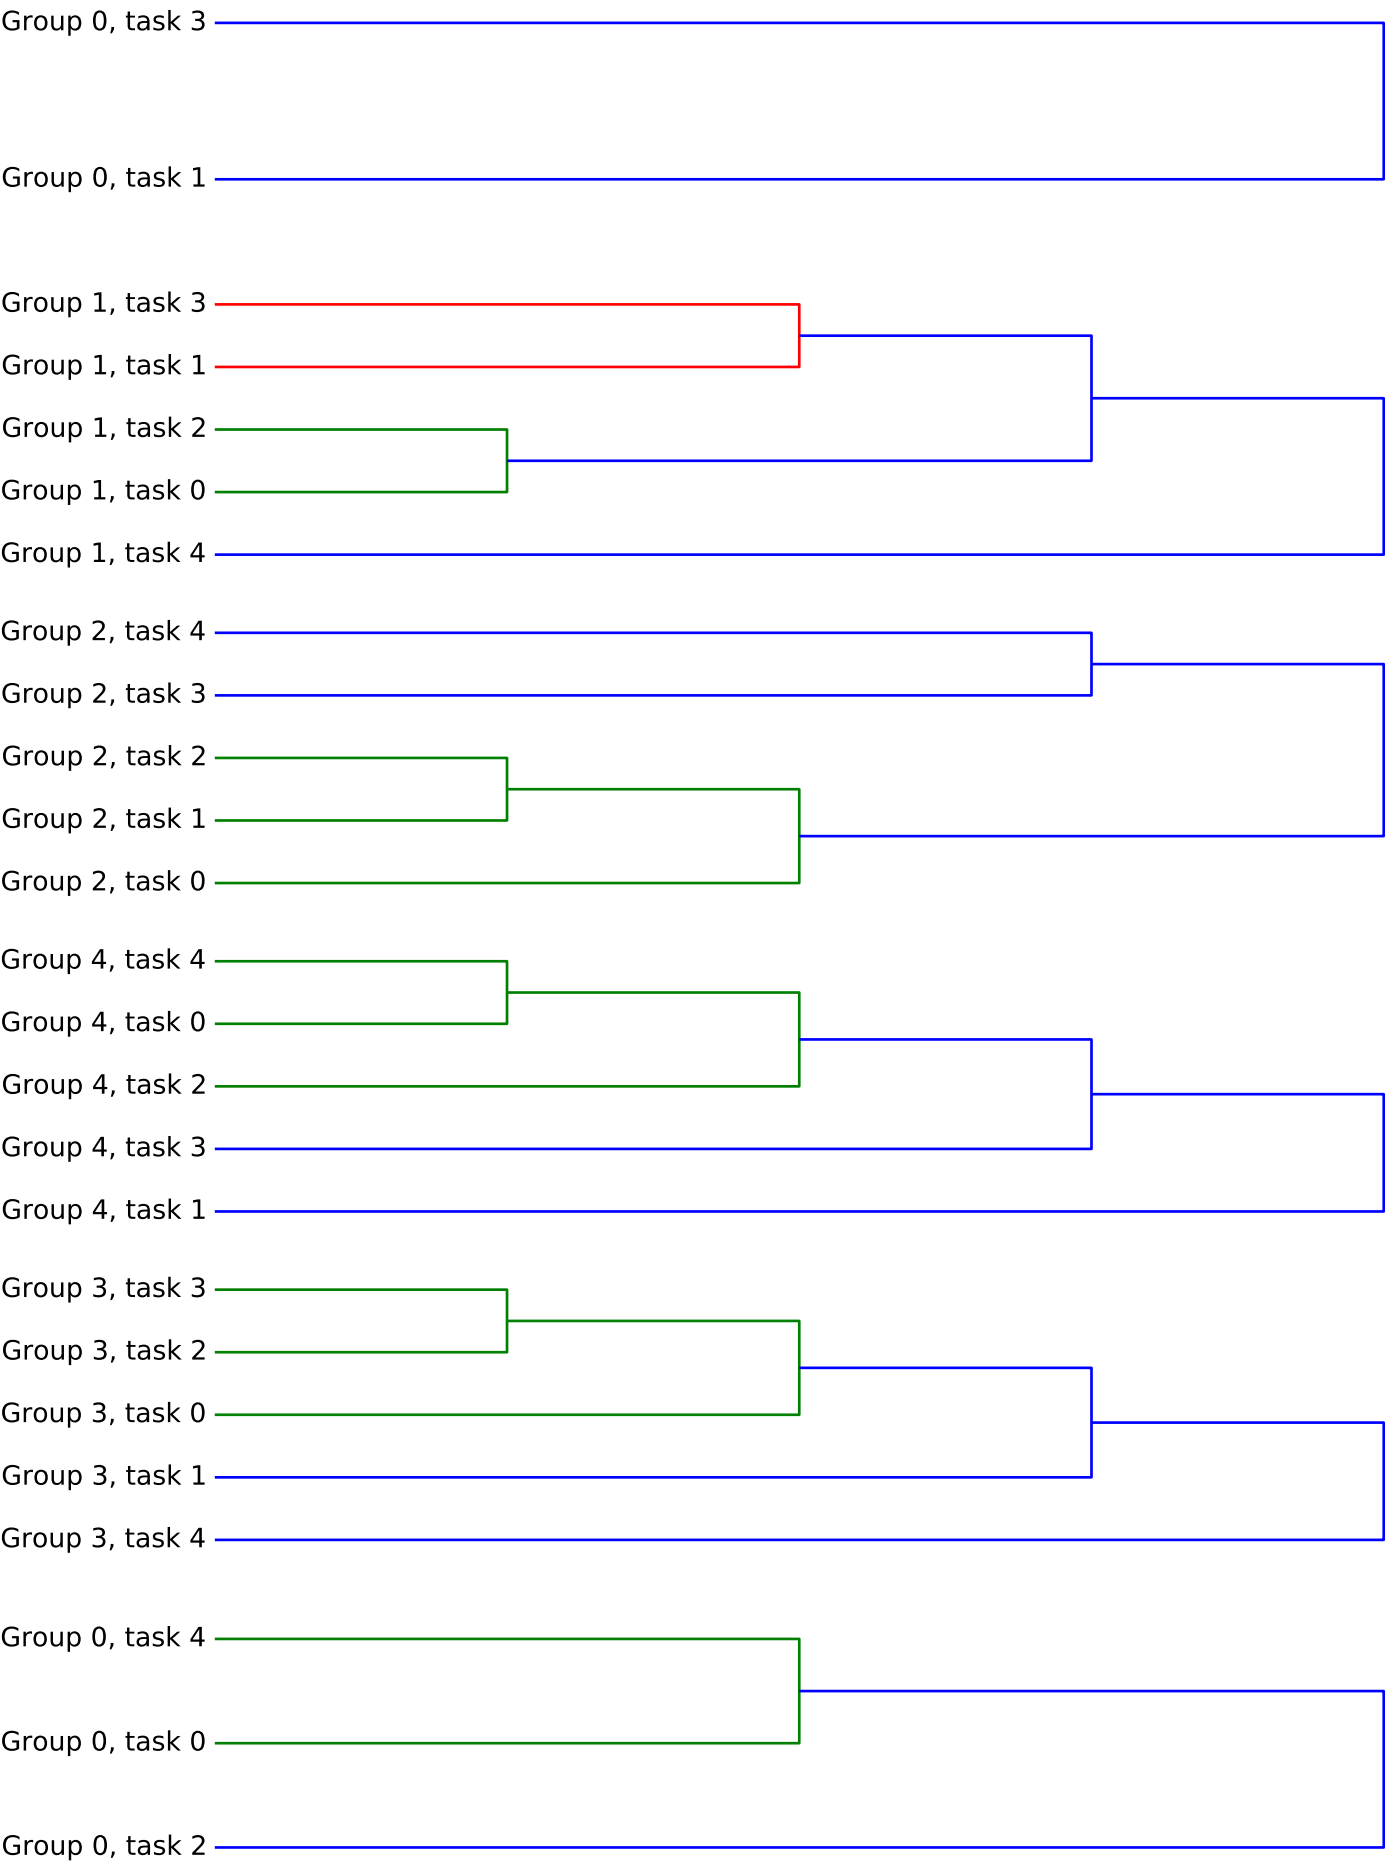 Group 0, task 3
Group 0, task 1
Group 1, task 3
Group 1, task 1
Group 1, task 2
Group 1, task 0
Group 1, task 4
Group 2, task 4
Group 2, task 3
Group 2, task 2
Group 2, task 1
Group 2, task 0
Group 4, task 4
Group 4, task 0
Group 4, task 2
Group 4, task 3
Group 4, task 1
Group 3, task 3
Group 3, task 2
Group 3, task 0
Group 3, task 1
Group 3, task 4
Group 0, task 4
Group 0, task 0
Group 0, task 2